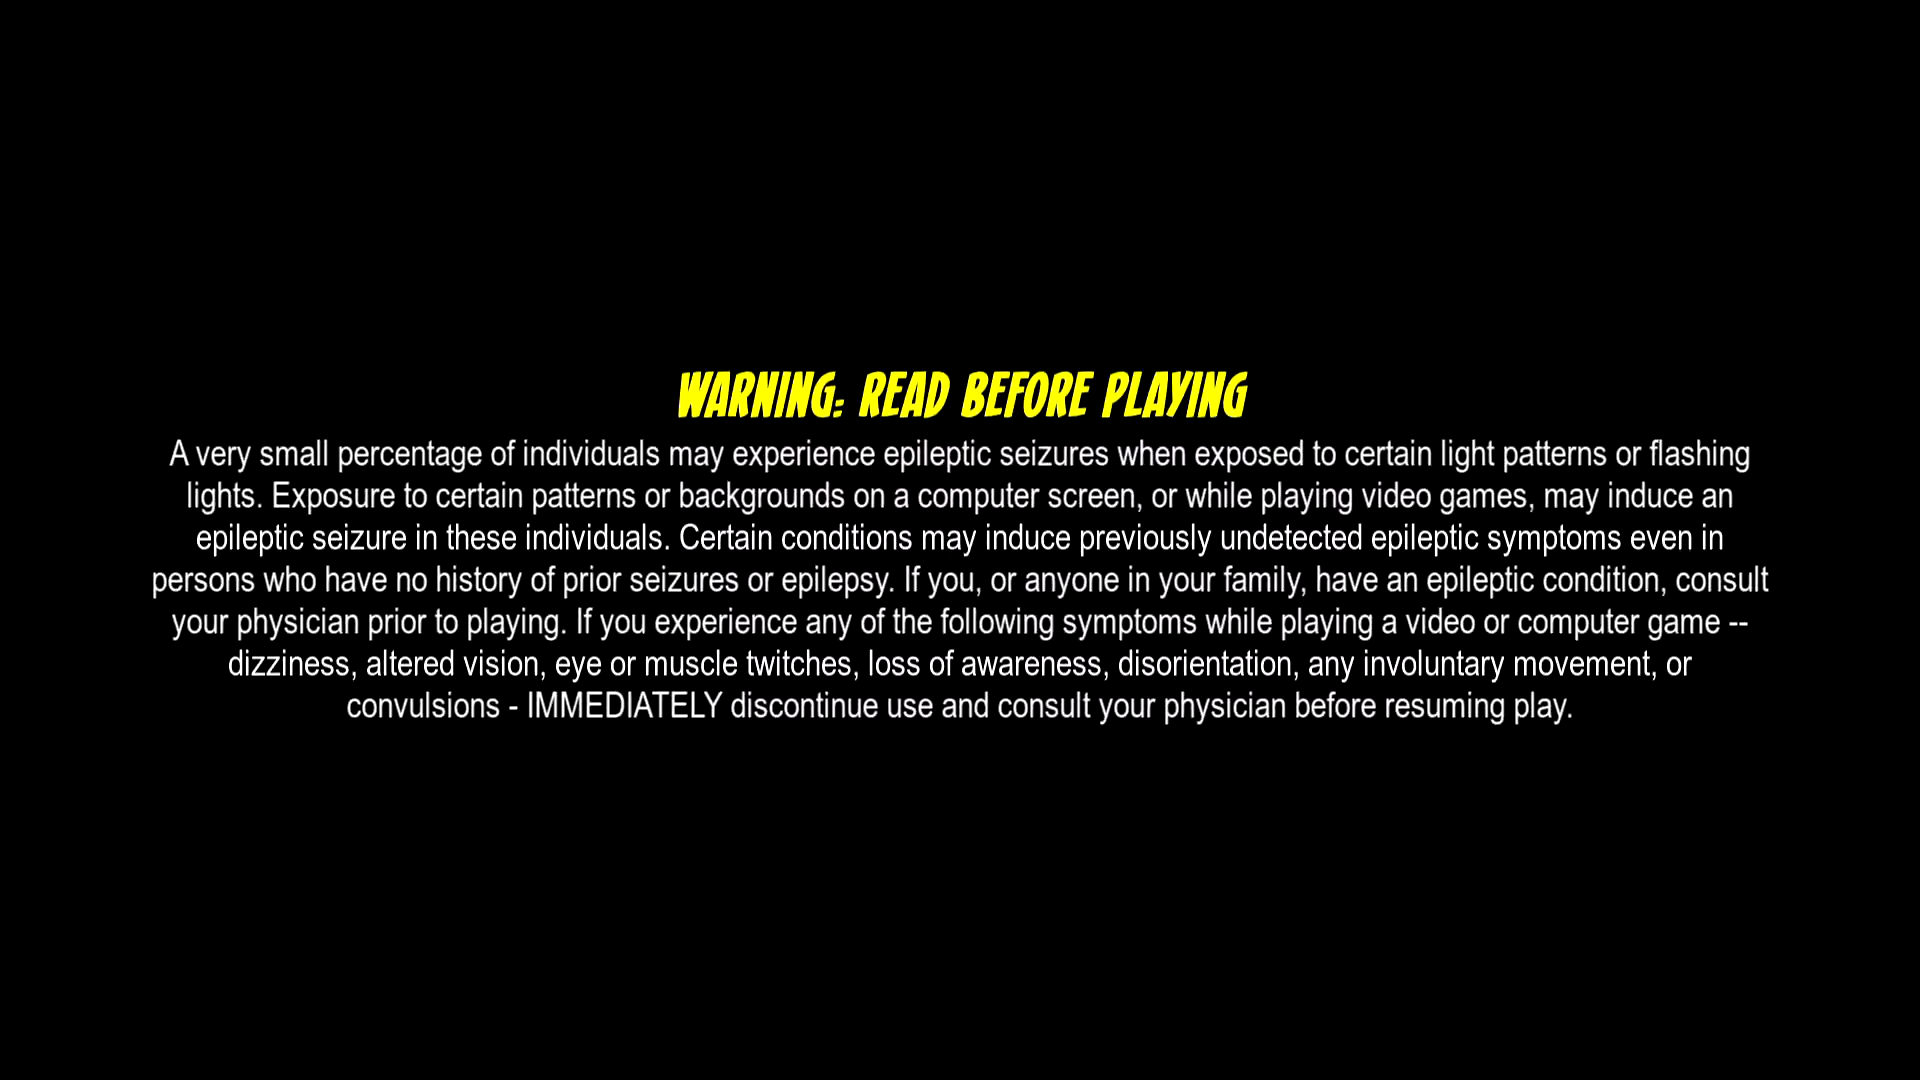 WARNING: READ BEFORE PLAYING
A very small percentage of individuals may experience epileptic seizures when exposed to certain light patterns or flashing
lights. Exposure to certain patterns or backgrounds on a computer screen, or while playing video games, may induce an
epileptic seizure in these individuals. Certain conditions may induce previously undetected epileptic symptoms even in
persons who have no history of prior seizures or epilepsy. If you, or anyone in your family, have an epileptic condition, consult
your physician prior to playing. If you experience any of the following symptoms while playing a video or computer game --
dizziness, altered vision, eye or muscle twitches, loss of awareness, disorientation, any involuntary movement, or
convulsions - IMMEDIATELY discontinue use and consult your physician before resuming play.